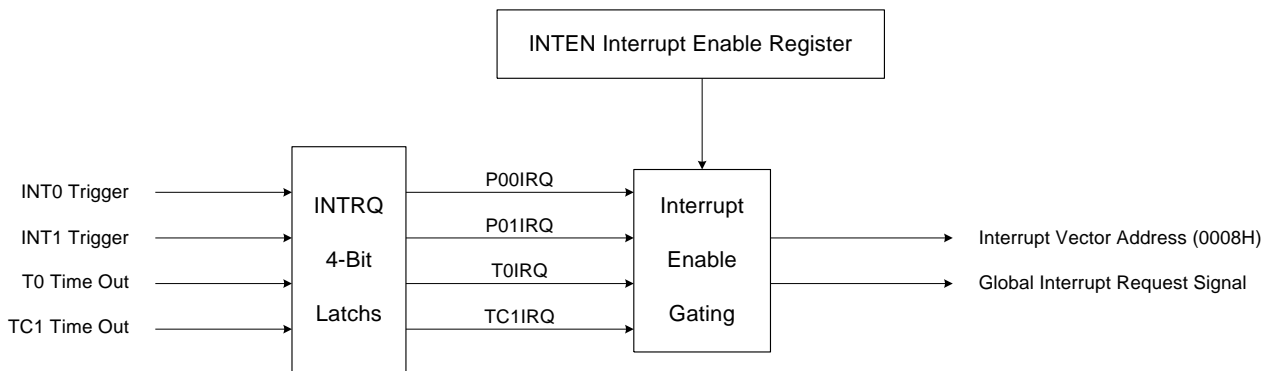 INTEN Interrupt Enable Register
INT0 Trigger
INT1 Trigger
T0 Time Out
TC1 Time Out
INTRQ
4-Bit
Latchs
P00IRQ
P01IRQ
T0IRQ
TC1IRQ
Interrupt
Enable
Gating
Interrupt Vector Address (0008H)
Global Interrupt Request Signal